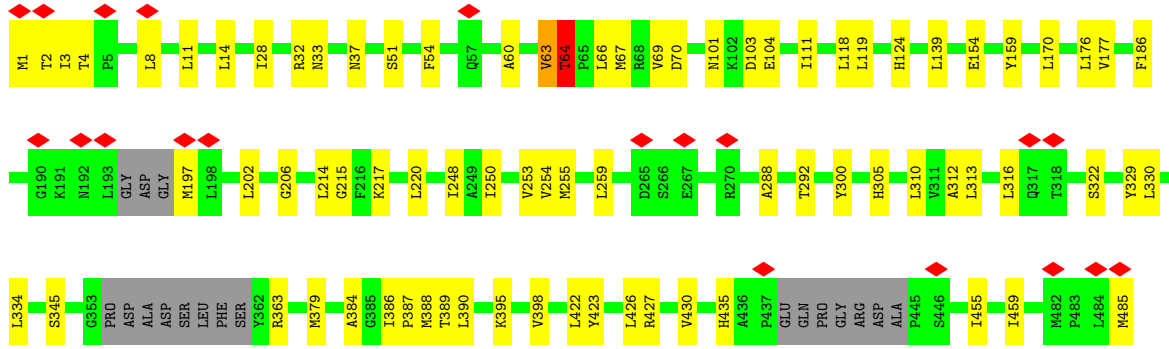 M1 T2 I3 T4 P5 L8 L11 L14 I28 R32 N33 N37 S51 F54 Q57 A60 V63 T64 P65 L66 M67 R68 V69 D70 N101 K102 D103 E104 I111 L118 L119 H124 L139 E154 Y159 L170 L176 V177 F186
G190 K191 N192 L193 GLY ASP GLY M197 L198 L202 G206 L214 G215 F216 K217 L220 I248 A249 I250 V253 V254 M255 L259 D265 S266 E267 R270 A288 T292 Y300 H305 L310 V311 A312 L313 L316 Q317 T318 S322 Y329 L330
L334 S345 G353 PRO ASP ALA ASP SER LEU PHE SER Y362 R363 M379 A384 G385 I386 P387 M388 T389 L390 K395 V398 L422 Y423 L426 R427 V430 H435 A436 P437 GLU GLN PRO GLY ARG ASP ALA P445 S446 I455 I459 M482 P483 L484 M485